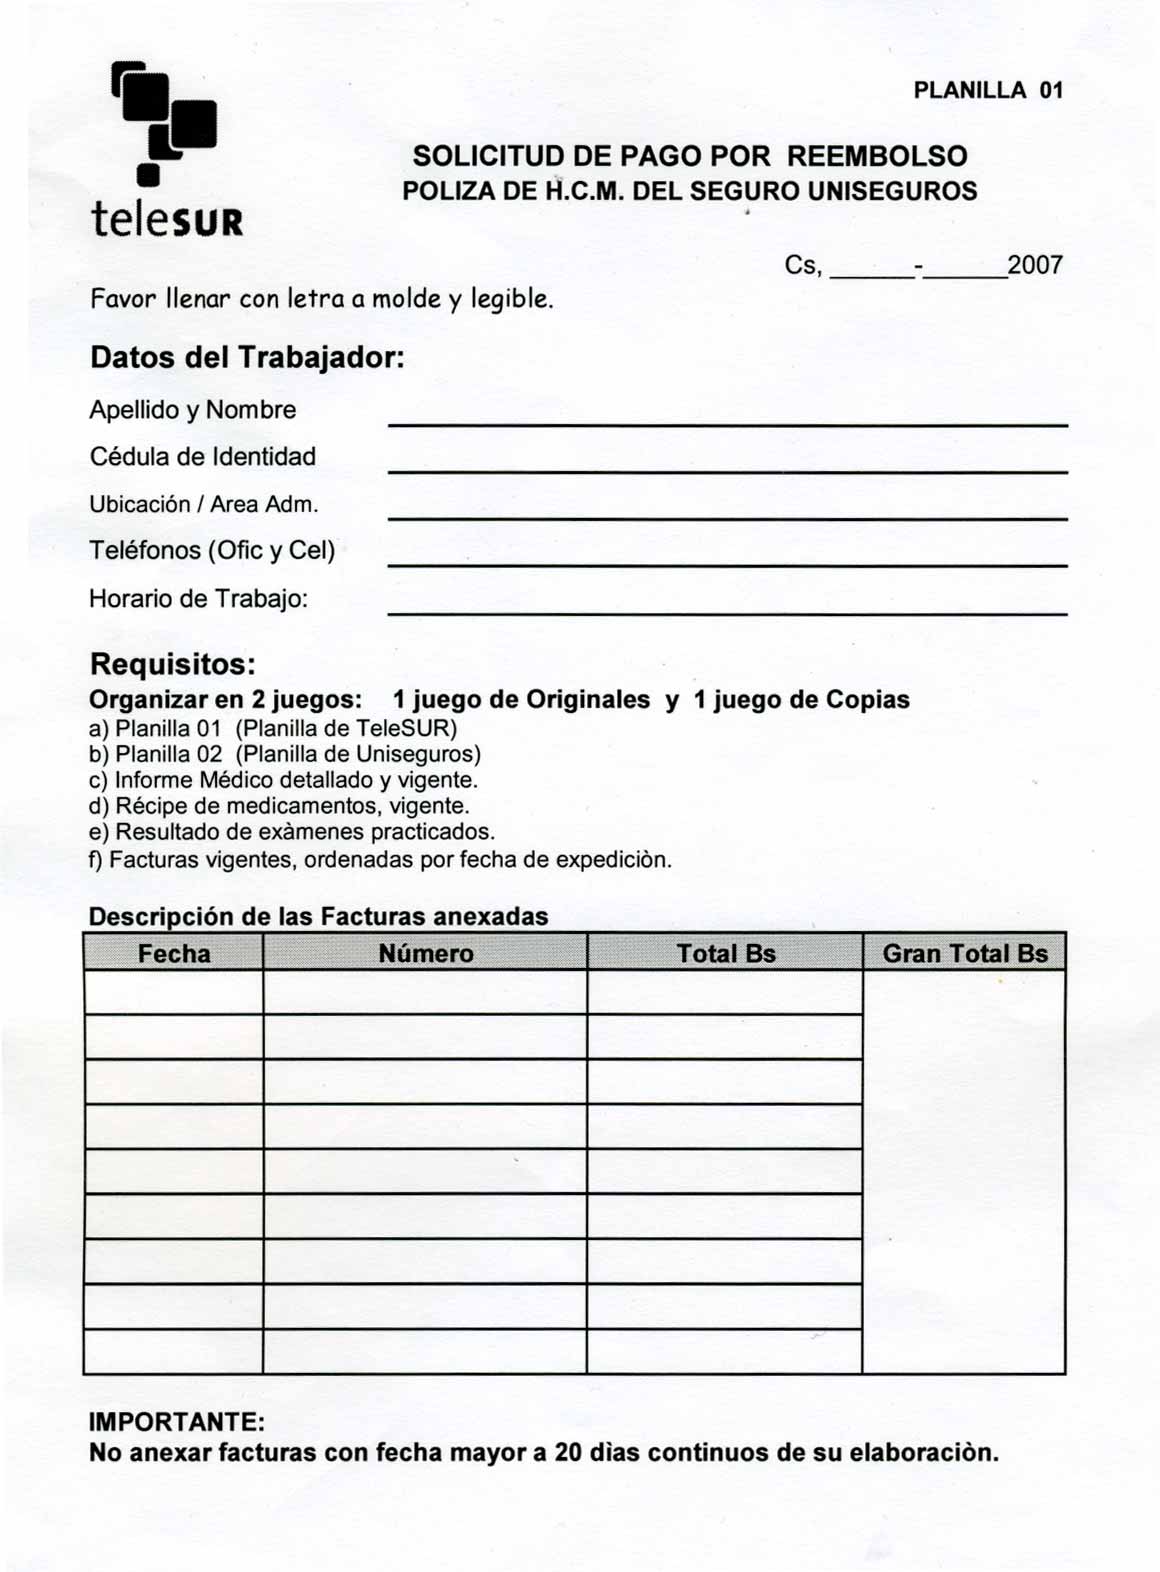 PLANILLA 01
telesUR
SOLICITUD DE PAGO POR REEMBOLSO
POLIZA DE H.C.M. DEL SEGURO UNISEGUROS
Cs, ______-______2007
Favor llenar con letra a molde y legible.
Datos del Trabajador:
Apellido y Nombre
Cédula de Identidad
Ubicación / Area Adm.
Teléfonos (Ofic y Cel)
Horario de Trabajo:
Requisitos:
Organizar en 2 juegos: 1 juego de Originales y 1 juego de Copias
a) Planilla 01 (Planilla de TeleSUR)
b) Planilla 02 (Planilla de Uniseguros)
c) Informe Médico detallado y vigente.
d) Récipe de medicamentos, vigente.
e) Resultado de exàmenes practicados.
f) Facturas vigentes, ordenadas por fecha de expediciòn.
Descripción de las Facturas anexadas
Fecha Número Total Bs Gran Total Bs
IMPORTANTE:
No anexar facturas con fecha mayor a 20 dìas continuos de su elaboraciòn.